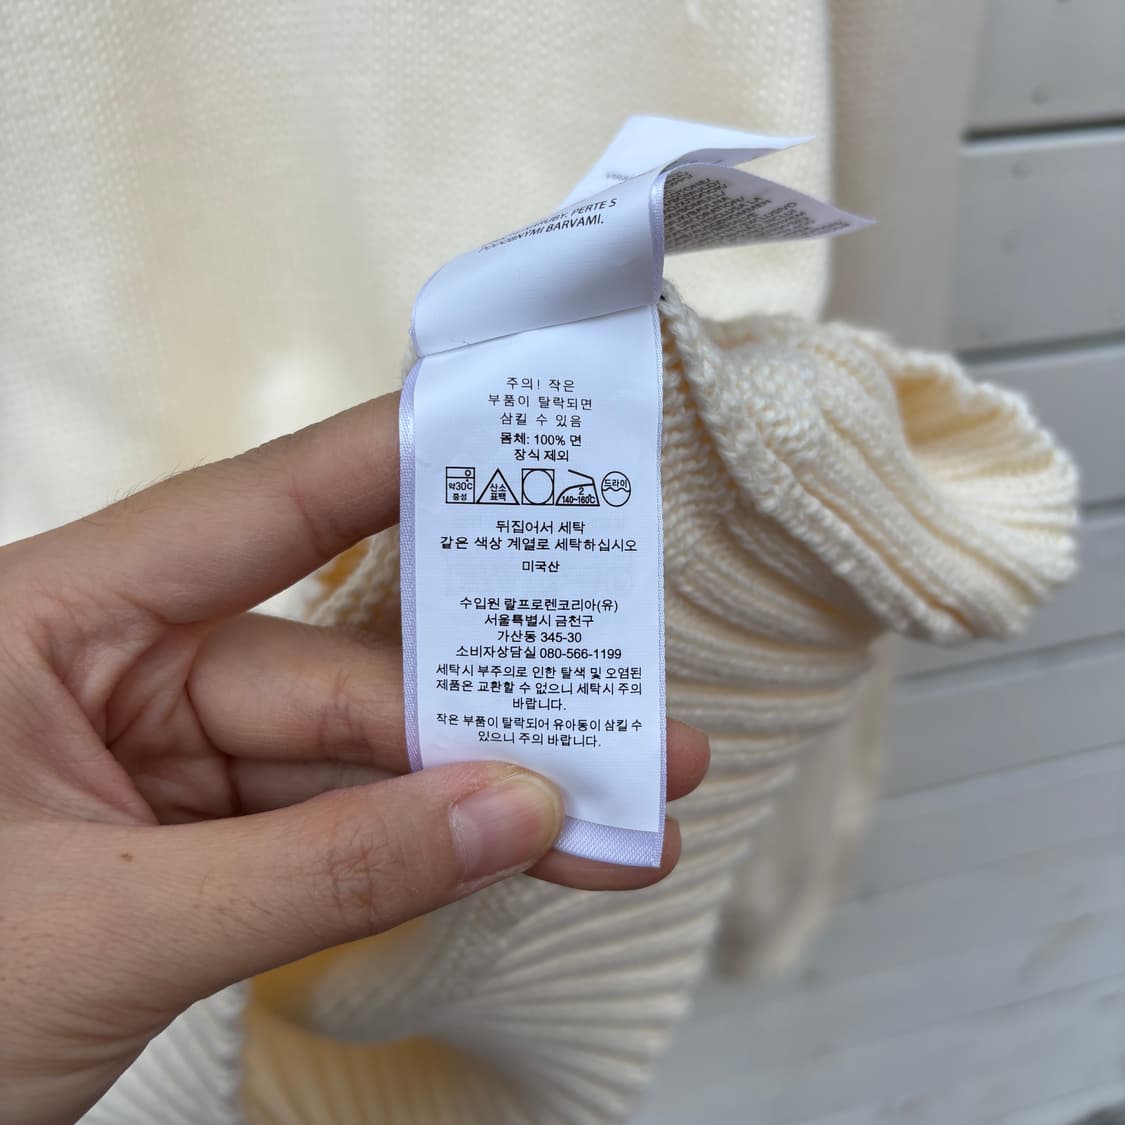 PERTE S
BARVAMI.
주의! 작은
부품이 탈락되면
삼킬 수 있음
몸체: 100% 면
장식 제외
약30℃
중성
산소
표백
2
140~160℃
드라이
뒤집어서 세탁
같은 색상 계열로 세탁하십시오
미국산
수입원 랄프로렌코리아(유)
서울특별시 금천구
가산동 345-30
소비자상담실 080-566-1199
세탁시 부주의로 인한 탈색 및 오염된
제품은 교환할 수 없으니 세탁시 주의
바랍니다.
작은 부품이 탈락되어 유아동이 삼킬 수
있으니 주의 바랍니다.